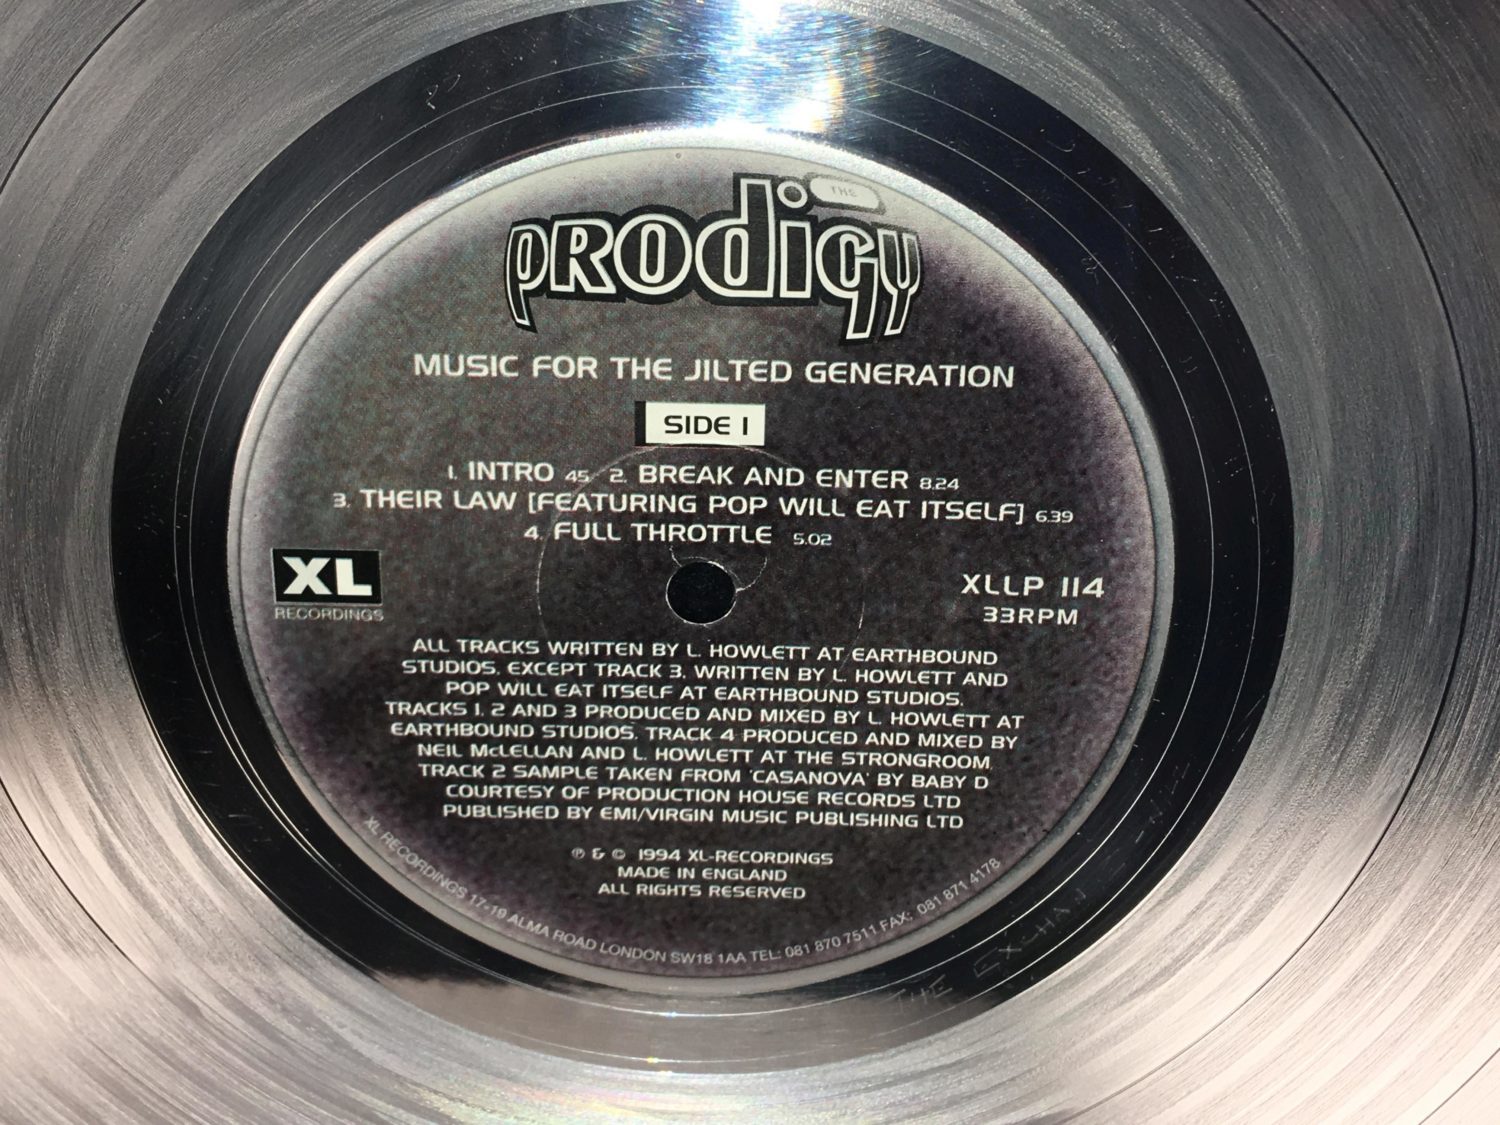 THE
PRODIGY
MUSIC FOR THE JILTED GENERATION
SIDE 1
1. INTRO 45 2. BREAK AND ENTER 8.24
3. THEIR LAW [FEATURING POP WILL EAT ITSELF] 6.39
4. FULL THROTTLE 5.02
XL
RECORDINGS
XLLP 114
33RPM
ALL TRACKS WRITTEN BY L. HOWLETT AT EARTHBOUND
STUDIOS. EXCEPT TRACK 3. WRITTEN BY L. HOWLETT AND
POP WILL EAT ITSELF AT EARTHBOUND STUDIOS.
TRACKS 1. 2 AND 3 PRODUCED AND MIXED BY L. HOWLETT AT
EARTHBOUND STUDIOS. TRACK 4 PRODUCED AND MIXED BY
NEIL McLELLAN AND L. HOWLETT AT THE STRONGROOM.
TRACK 2 SAMPLE TAKEN FROM 'CASANOVA' BY BABY D
COURTESY OF PRODUCTION HOUSE RECORDS LTD
PUBLISHED BY EMI/VIRGIN MUSIC PUBLISHING LTD
℗ & © 1994 XL-RECORDINGS
MADE IN ENGLAND
ALL RIGHTS RESERVED
XL RECORDINGS 17-19 ALMA ROAD LONDON SW18 1AA TEL: 081 870 7511 FAX: 081 871 4178
THE